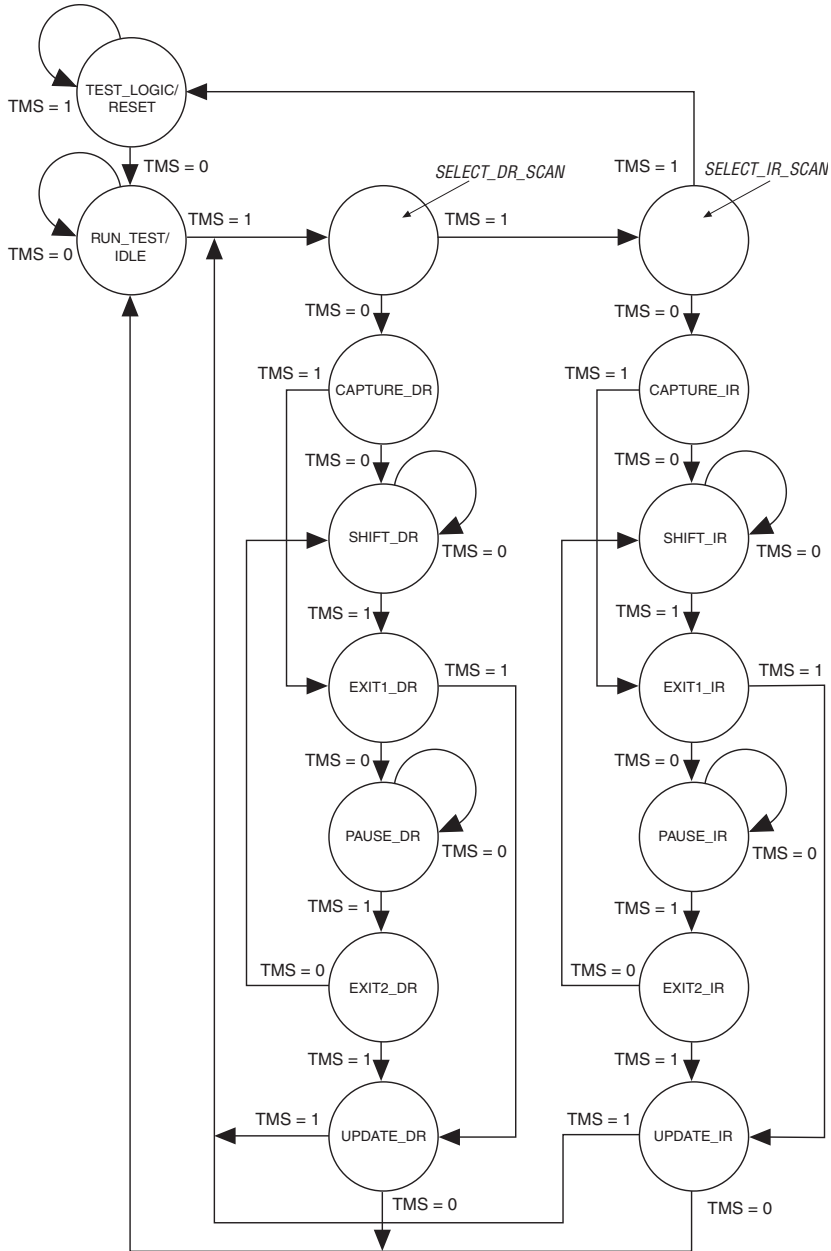 TEST_LOGIC/
RESET
TMS = 1
TMS = 0
SELECT_DR_SCAN
TMS = 1
SELECT_IR_SCAN
RUN_TEST/
IDLE
TMS = 0
TMS = 1
TMS = 1
TMS = 0
TMS = 0
TMS = 1
CAPTURE_DR
TMS = 1
CAPTURE_IR
TMS = 0
TMS = 0
SHIFT_DR
TMS = 0
SHIFT_IR
TMS = 0
TMS = 1
TMS = 1
EXIT1_DR
TMS = 1
EXIT1_IR
TMS = 1
TMS = 0
TMS = 0
PAUSE_DR
TMS = 0
PAUSE_IR
TMS = 0
TMS = 1
TMS = 1
TMS = 0
EXIT2_DR
TMS = 0
EXIT2_IR
TMS = 1
TMS = 1
TMS = 1
UPDATE_DR
TMS = 1
UPDATE_IR
TMS = 0
TMS = 0